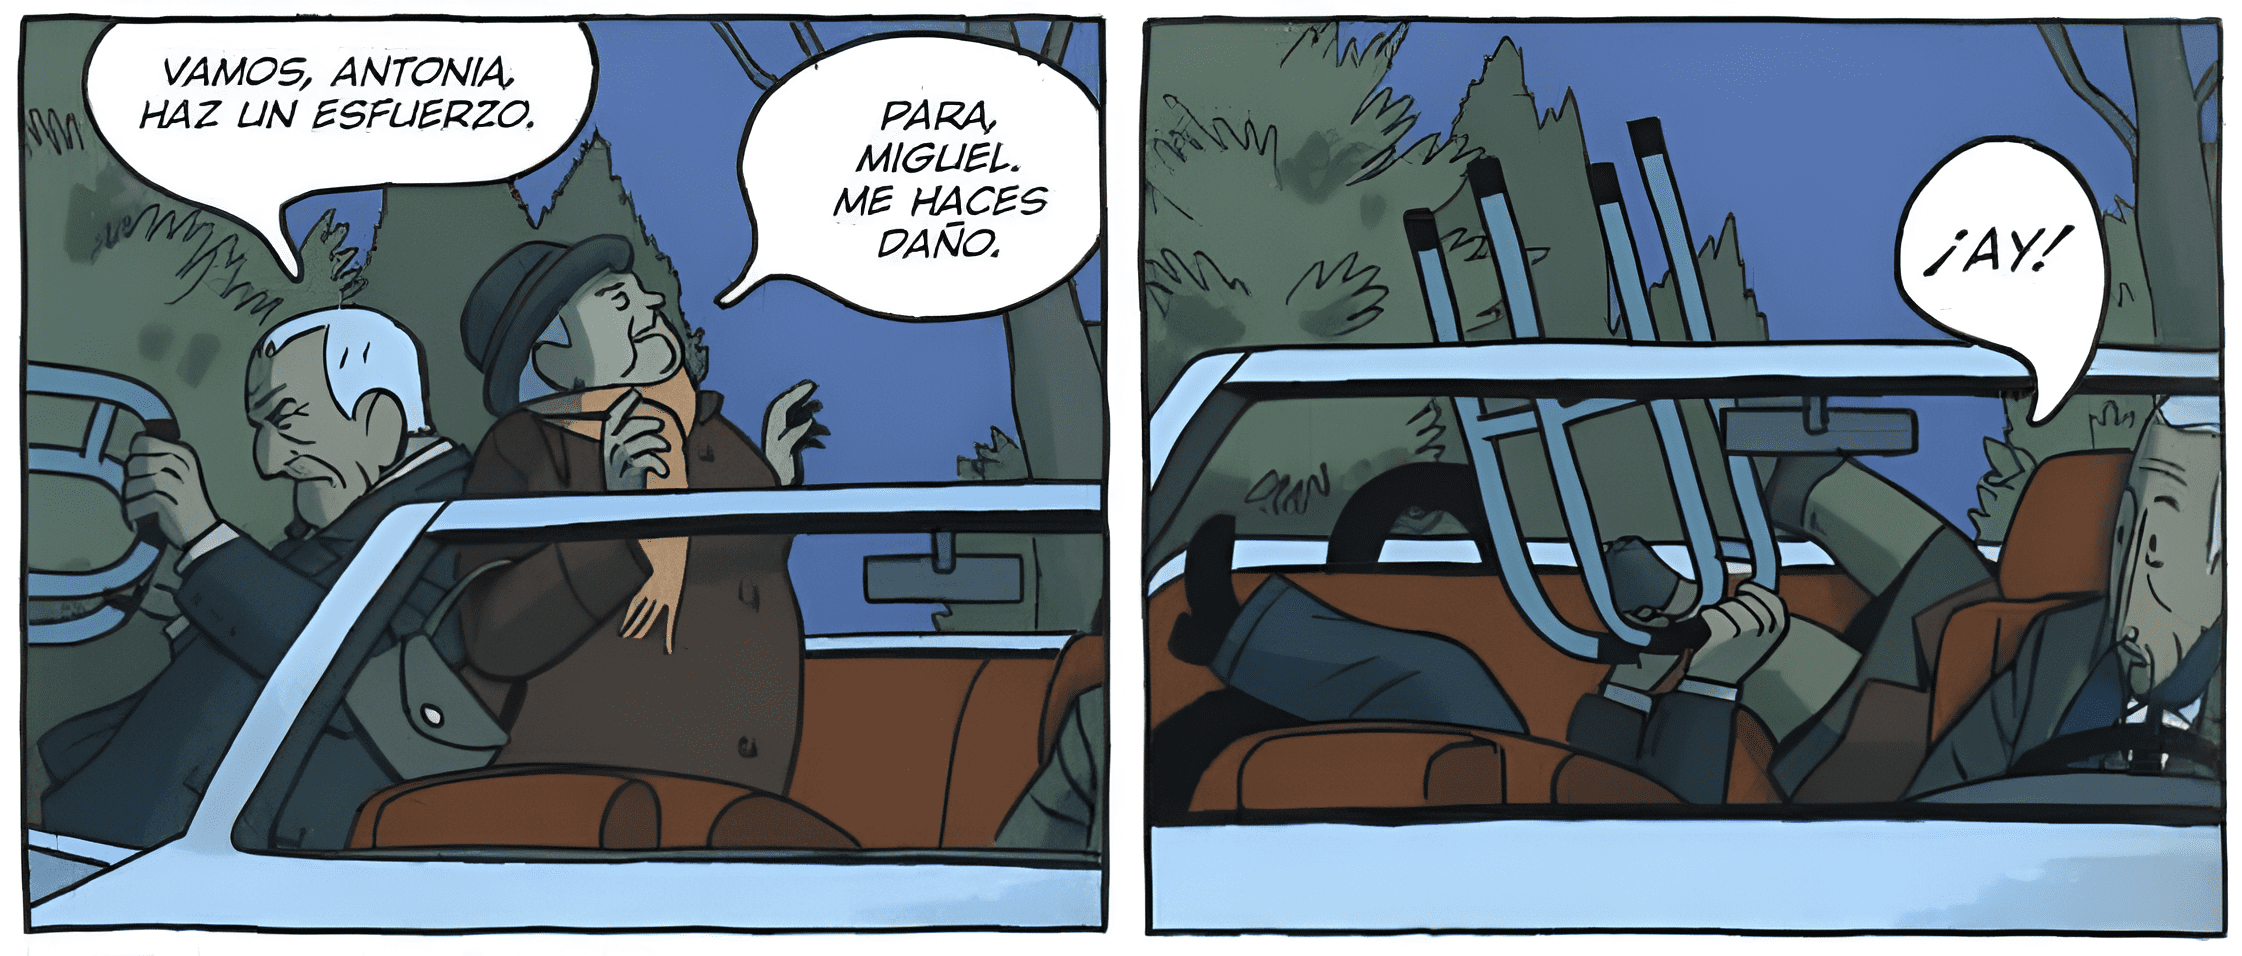 VAMOS, ANTONIA,
HAZ UN ESFUERZO.
PARA,
MIGUEL.
ME HACES
DAÑO.
¡AY!